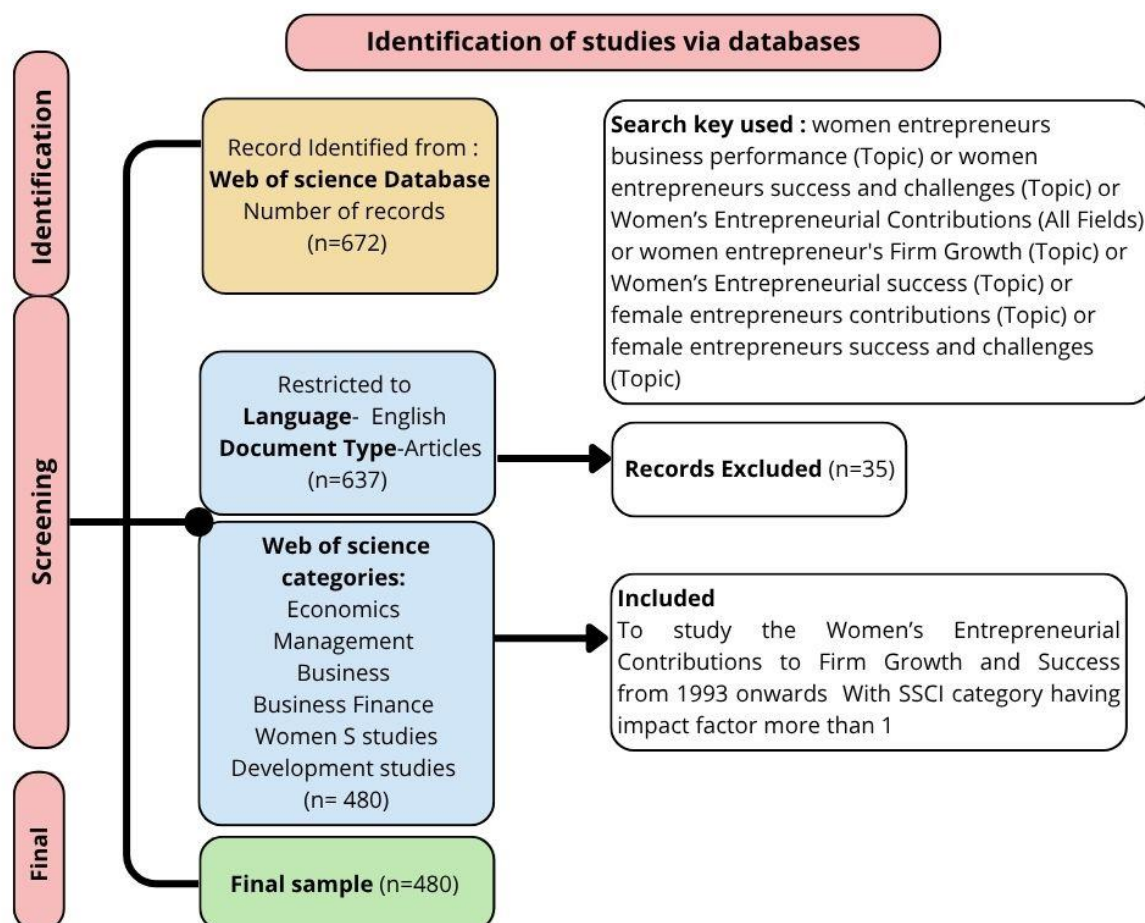 Identification of studies via databases
Identification
Record Identified from :
Web of science Database
Number of records
(n=672)
Search key used : women entrepreneurs
business performance (Topic) or women
entrepreneurs success and challenges (Topic) or
Women’s Entrepreneurial Contributions (All Fields)
or women entrepreneur's Firm Growth (Topic) or
Women’s Entrepreneurial success (Topic) or
female entrepreneurs contributions (Topic) or
female entrepreneurs success and challenges
(Topic)
Screening
Restricted to
Language- English
Document Type-Articles
(n=637)
Records Excluded (n=35)
Web of science
categories:
Economics
Management
Business
Business Finance
Women S studies
Development studies
(n= 480)
Included
To study the Women’s Entrepreneurial
Contributions to Firm Growth and Success
from 1993 onwards With SSCI category having
impact factor more than 1
Final
Final sample (n=480)